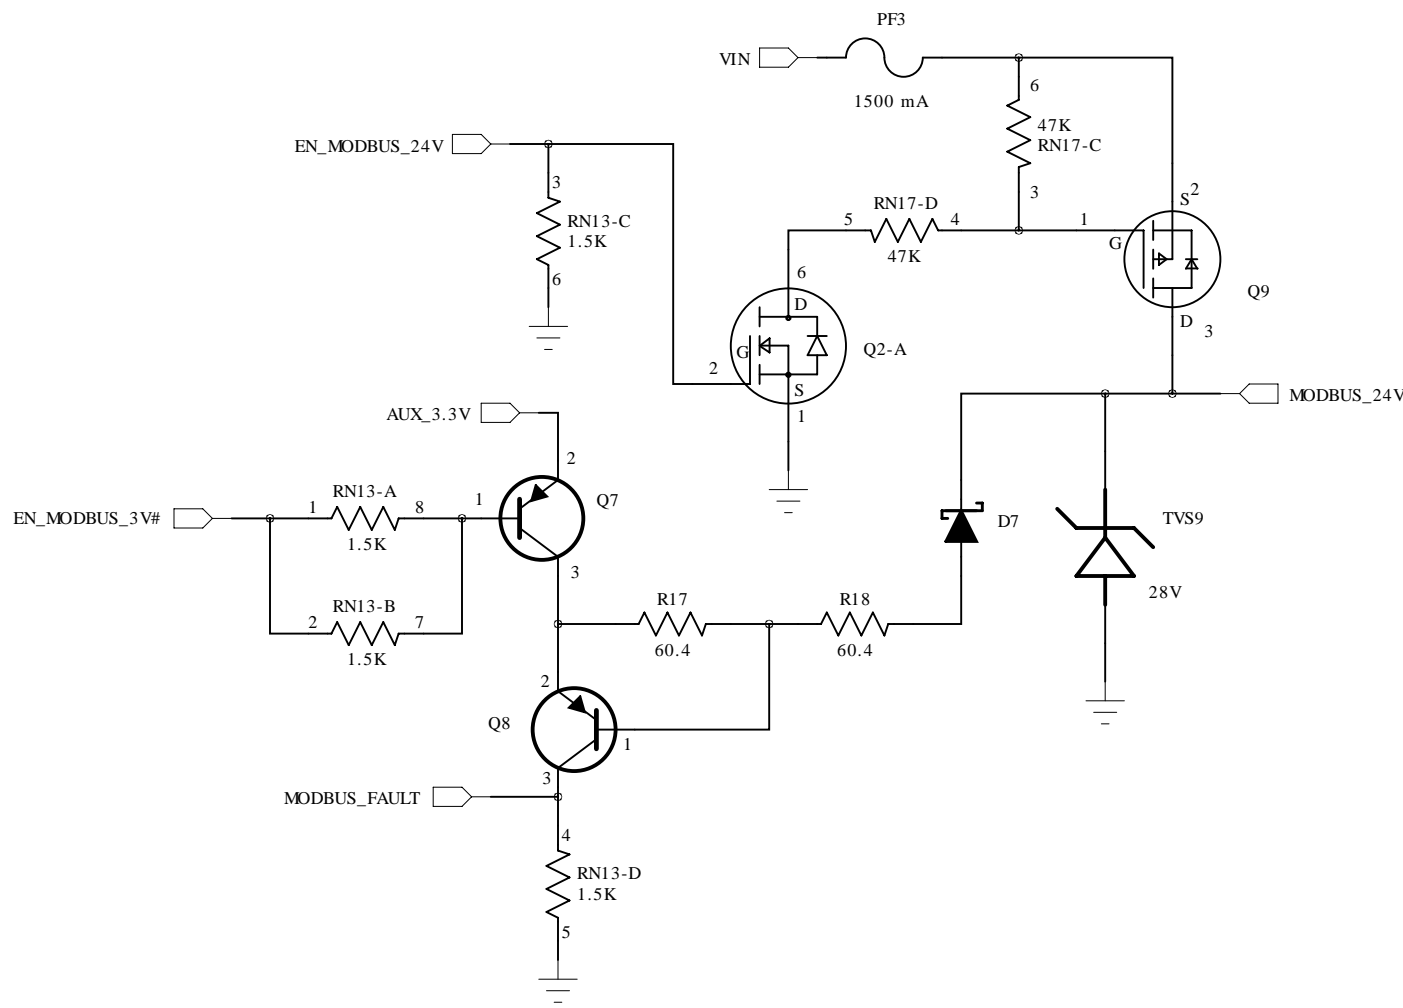 PF3
VIN
1500 mA
6
47K
RN17-C
3
EN_MODBUS_24V
3
RN13-C
1.5K
6
RN17-D
5
4
47K
1
S
2
G
Q9
D
3
6
D
G
Q2-A
2
S
1
MODBUS_24V
AUX_3.3V
2
EN_MODBUS_3V#
RN13-A
1
8
1.5K
1
Q7
3
RN13-B
2
7
1.5K
D7
TVS9
28V
R17
60.4
R18
60.4
2
Q8
1
3
MODBUS_FAULT
4
RN13-D
1.5K
5